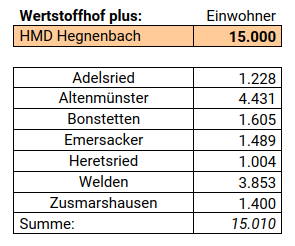 Wertstoffhof plus: Einwohner
HMD Hegnenbach 15.000
Adelsried 1.228
Altenmünster 4.431
Bonstetten 1.605
Emersacker 1.489
Heretsried 1.004
Welden 3.853
Zusmarshausen 1.400
Summe: 15.010